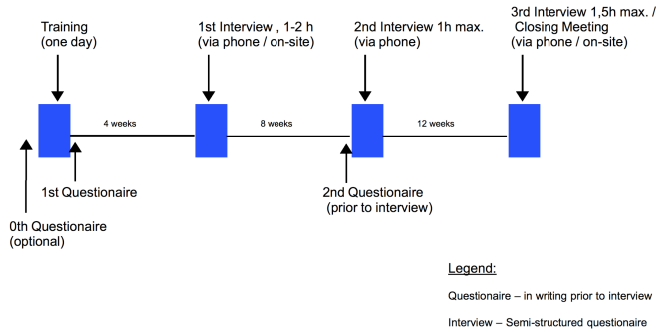 Training
(one day)
1st Interview , 1-2 h
(via phone / on-site)
2nd Interview 1h max.
(via phone)
3rd Interview 1,5h max. /
Closing Meeting
(via phone / on-site)
4 weeks
8 weeks
12 weeks
1st Questionaire
2nd Questionaire
(prior to interview)
0th Questionaire
(optional)
Legend:
Questionaire – in writing prior to interview
Interview – Semi-structured questionaire